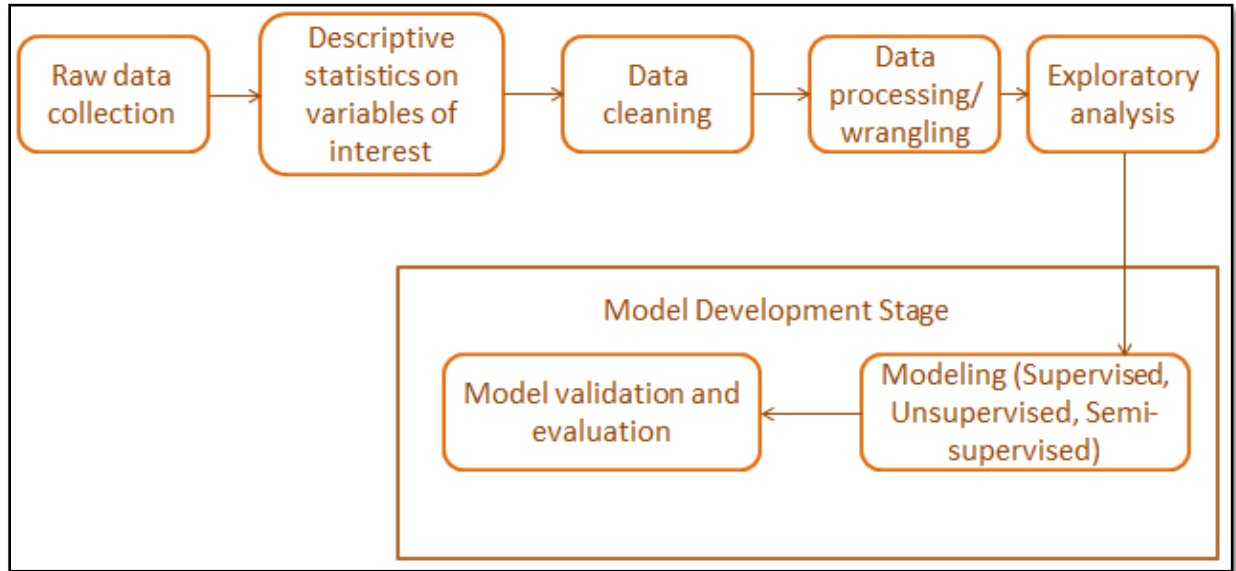 Raw data
collection
Descriptive
statistics on
variables of
interest
Data
cleaning
Data
processing/
wrangling
Exploratory
analysis
Model Development Stage
Model validation and
evaluation
Modeling (Supervised,
Unsupervised, Semi-
supervised)